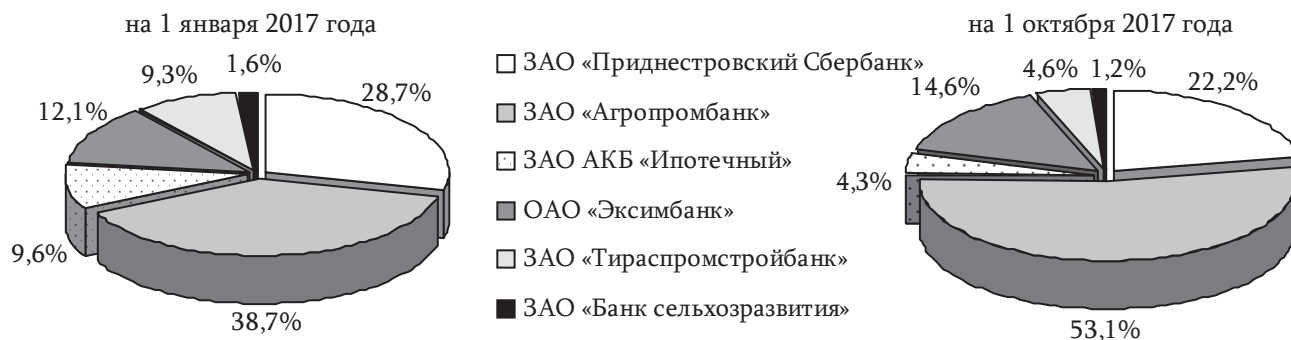 на 1 января 2017 года
1,6%
9,3%
28,7%
12,1%
9,6%
38,7%
ЗАО «Приднестровский Сбербанк»
ЗАО «Агропромбанк»
ЗАО АКБ «Ипотечный»
ОАО «Эксимбанк»
ЗАО «Тираспромстройбанк»
ЗАО «Банк сельхозразвития»
на 1 октября 2017 года
4,6%
1,2%
14,6%
22,2%
4,3%
53,1%